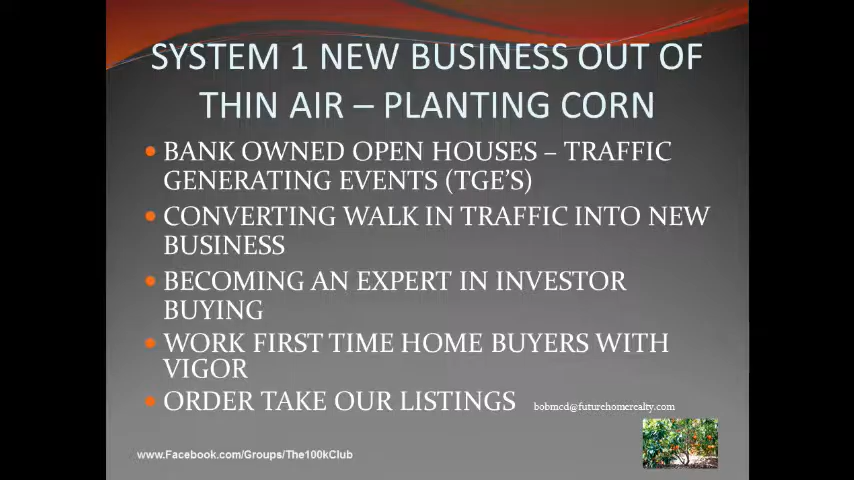 SYSTEM 1 NEW BUSINESS OUT OF
THIN AIR – PLANTING CORN
• BANK OWNED OPEN HOUSES – TRAFFIC
GENERATING EVENTS (TGE’S)
• CONVERTING WALK IN TRAFFIC INTO NEW
BUSINESS
• BECOMING AN EXPERT IN INVESTOR
BUYING
• WORK FIRST TIME HOME BUYERS WITH
VIGOR
• ORDER TAKE OUR LISTINGS bobmcd@futurehomerealty.com
www.Facebook.com/Groups/The100kClub